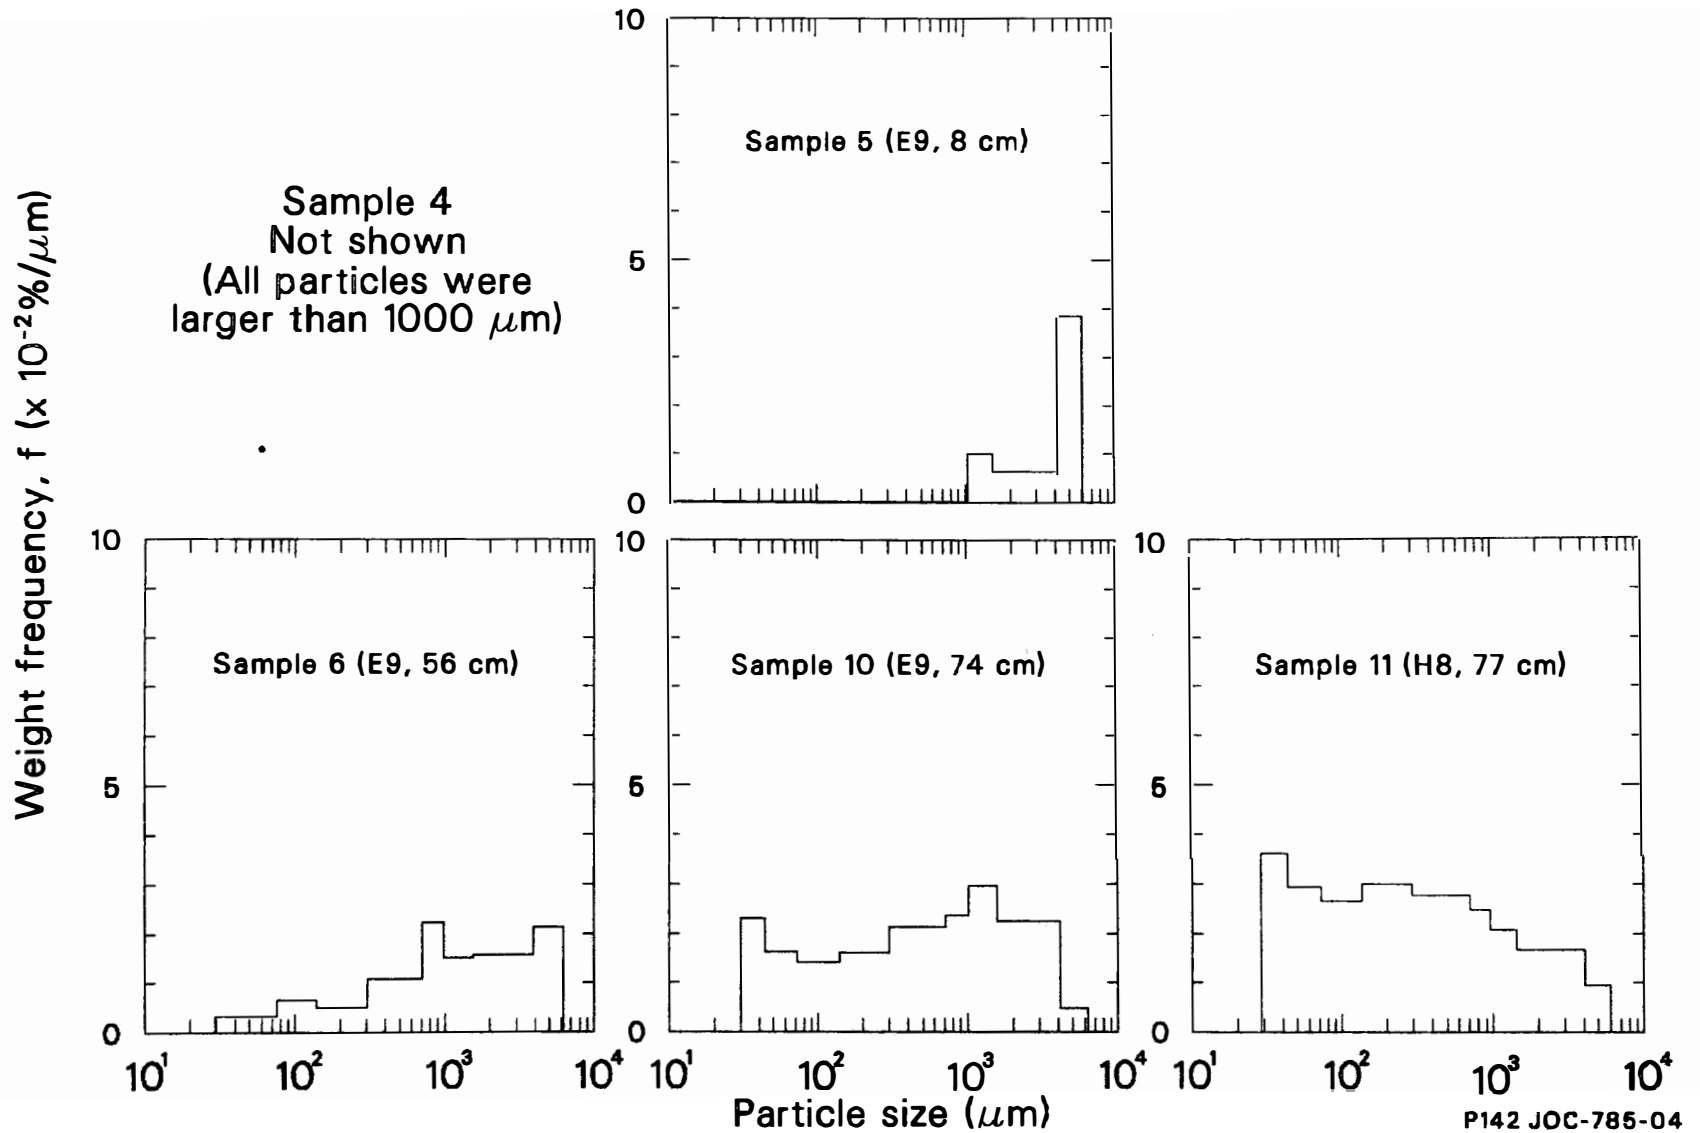 10
Sample 5 (E9, 8 cm)
5
0
Sample 4
Not shown
(All particles were
larger than 1000 μm)
Weight frequency, f (x 10⁻²%/μm)
10
Sample 6 (E9, 56 cm)
5
0
10¹ 10² 10³ 10⁴
10
Sample 10 (E9, 74 cm)
5
0
10¹ 10² 10³ 10⁴
10
Sample 11 (H8, 77 cm)
5
0
10¹ 10² 10³ 10⁴
Particle size (μm)
P142 JOC-785-04